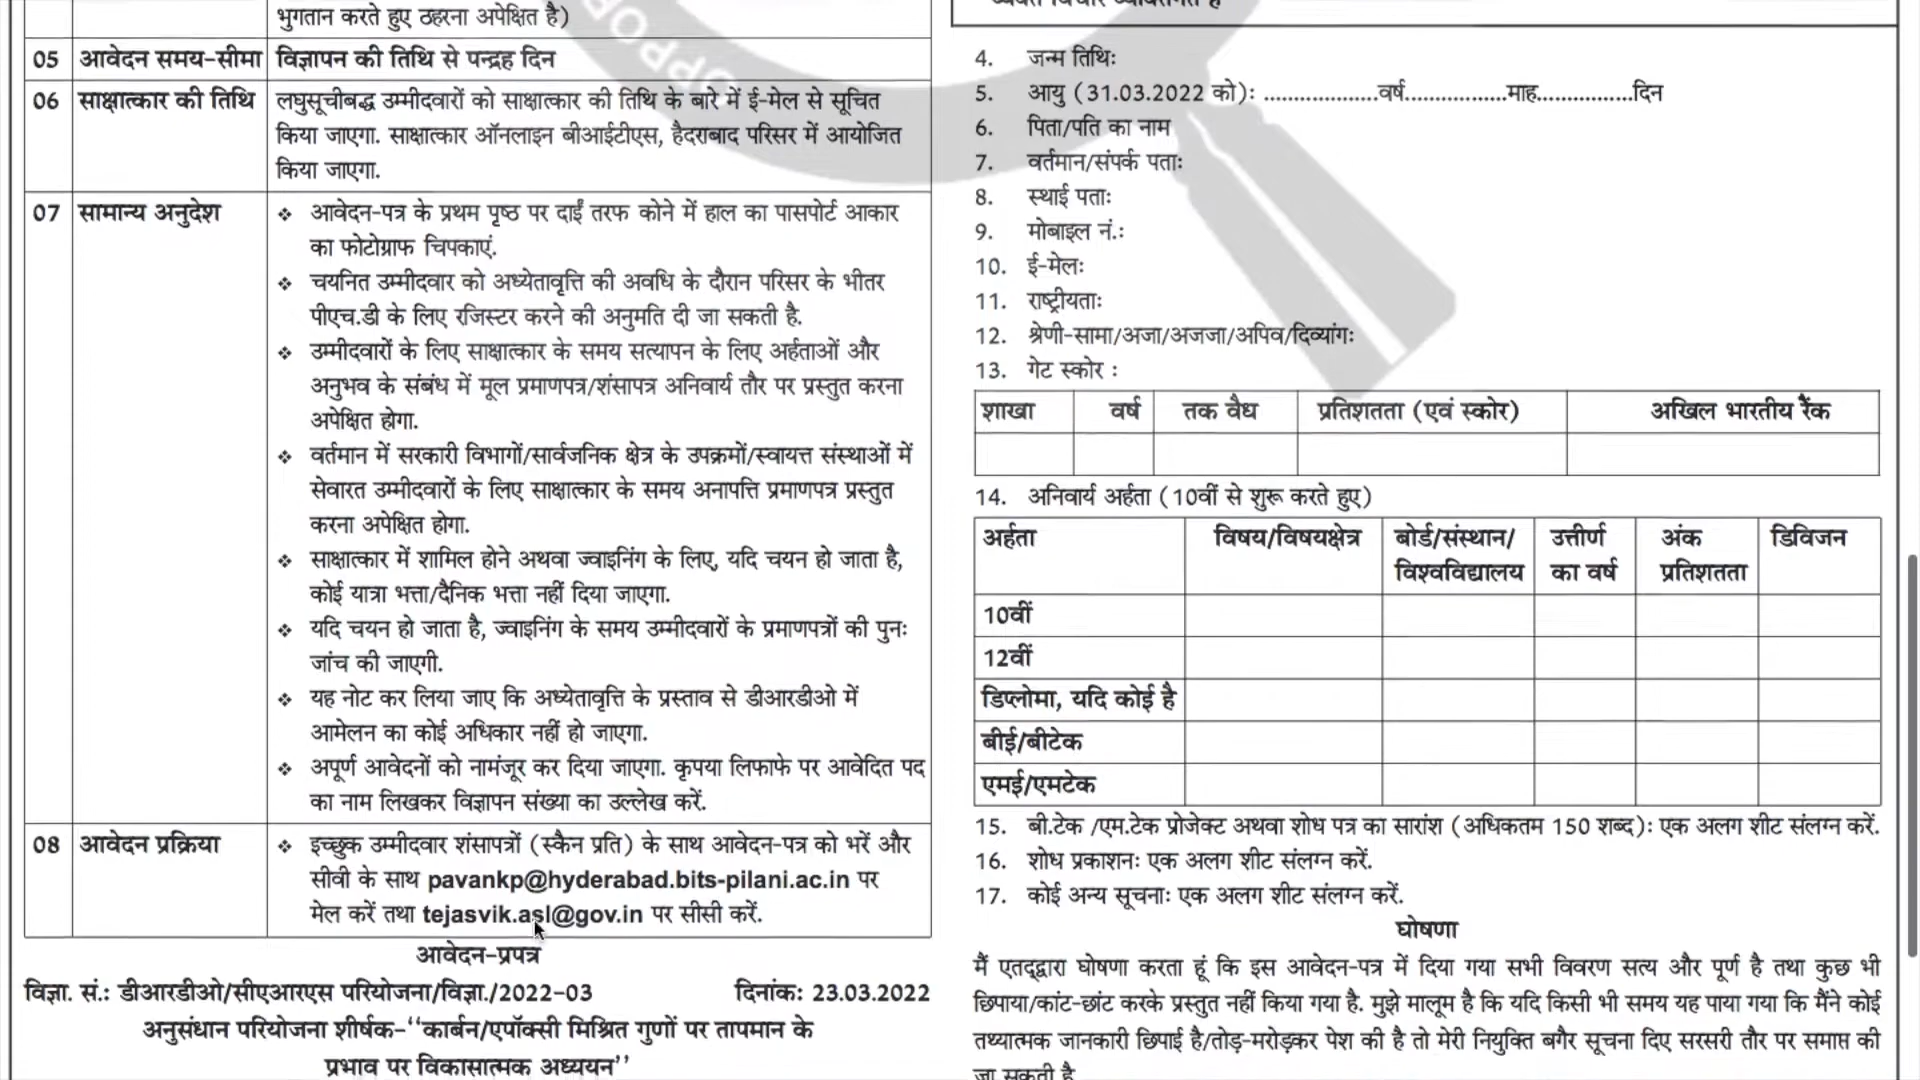 भुगतान करते हुए ठहरना अपेक्षित है)
05 आवेदन समय-सीमा विज्ञापन की तिथि से पन्द्रह दिन
06 साक्षात्कार की तिथि लघुसूचीबद्ध उम्मीदवारों को साक्षात्कार की तिथि के बारे में ई-मेल से सूचित
किया जाएगा. साक्षात्कार ऑनलाइन बीआईटीएस, हैदराबाद परिसर में आयोजित
किया जाएगा.
07 सामान्य अनुदेश ❖ आवेदन-पत्र के प्रथम पृष्ठ पर दाईं तरफ कोने में हाल का पासपोर्ट आकार
का फोटोग्राफ चिपकाएं.
❖ चयनित उम्मीदवार को अध्येतावृत्ति की अवधि के दौरान परिसर के भीतर
पीएच.डी के लिए रजिस्टर करने की अनुमति दी जा सकती है.
❖ उम्मीदवारों के लिए साक्षात्कार के समय सत्यापन के लिए अर्हताओं और
अनुभव के संबंध में मूल प्रमाणपत्र/शंसापत्र अनिवार्य तौर पर प्रस्तुत करना
अपेक्षित होगा.
❖ वर्तमान में सरकारी विभागों/सार्वजनिक क्षेत्र के उपक्रमों/स्वायत्त संस्थाओं में
सेवारत उम्मीदवारों के लिए साक्षात्कार के समय अनापत्ति प्रमाणपत्र प्रस्तुत
करना अपेक्षित होगा.
❖ साक्षात्कार में शामिल होने अथवा ज्वाइनिंग के लिए, यदि चयन हो जाता है,
कोई यात्रा भत्ता/दैनिक भत्ता नहीं दिया जाएगा.
❖ यदि चयन हो जाता है, ज्वाइनिंग के समय उम्मीदवारों के प्रमाणपत्रों की पुनः
जांच की जाएगी.
❖ यह नोट कर लिया जाए कि अध्येतावृत्ति के प्रस्ताव से डीआरडीओ में
आमेलन का कोई अधिकार नहीं हो जाएगा.
❖ अपूर्ण आवेदनों को नामंजूर कर दिया जाएगा. कृपया लिफाफे पर आवेदित पद
का नाम लिखकर विज्ञापन संख्या का उल्लेख करें.
08 आवेदन प्रक्रिया ❖ इच्छुक उम्मीदवार शंसापत्रों (स्कैन प्रति) के साथ आवेदन-पत्र को भरें और
सीवी के साथ pavankp@hyderabad.bits-pilani.ac.in पर
मेल करें तथा tejasvik.asl@gov.in पर सीसी करें.
आवेदन-प्रपत्र
विज्ञा. सं.: डीआरडीओ/सीएआरएस परियोजना/विज्ञा./2022-03 दिनांक: 23.03.2022
अनुसंधान परियोजना शीर्षक-‘‘कार्बन/एपॉक्सी मिश्रित गुणों पर तापमान के
प्रभाव पर विकासात्मक अध्ययन’’
4. जन्म तिथिः
5. आयु (31.03.2022 को): ..................वर्ष................माह...............दिन
6. पिता/पति का नाम
7. वर्तमान/संपर्क पताः
8. स्थाई पताः
9. मोबाइल नं.:
10. ई-मेलः
11. राष्ट्रीयताः
12. श्रेणी-सामा/अजा/अजजा/अपिव/दिव्यांगः
13. गेट स्कोर :
शाखा वर्ष तक वैध प्रतिशतता (एवं स्कोर) अखिल भारतीय रैंक
14. अनिवार्य अर्हता (10वीं से शुरू करते हुए)
अर्हता विषय/विषयक्षेत्र बोर्ड/संस्थान/ उत्तीर्ण अंक डिविजन
विश्वविद्यालय का वर्ष प्रतिशतता
10वीं
12वीं
डिप्लोमा, यदि कोई है
बीई/बीटेक
एमई/एमटेक
15. बी.टेक /एम.टेक प्रोजेक्ट अथवा शोध पत्र का सारांश (अधिकतम 150 शब्द): एक अलग शीट संलग्न करें.
16. शोध प्रकाशनः एक अलग शीट संलग्न करें.
17. कोई अन्य सूचनाः एक अलग शीट संलग्न करें.
घोषणा
मैं एतद्द्वारा घोषणा करता हूं कि इस आवेदन-पत्र में दिया गया सभी विवरण सत्य और पूर्ण है तथा कुछ भी
छिपाया/कांट-छांट करके प्रस्तुत नहीं किया गया है. मुझे मालूम है कि यदि किसी भी समय यह पाया गया कि मैंने कोई
तथ्यात्मक जानकारी छिपाई है/तोड़-मरोड़कर पेश की है तो मेरी नियुक्ति बगैर सूचना दिए सरसरी तौर पर समाप्त की
जा सकती है